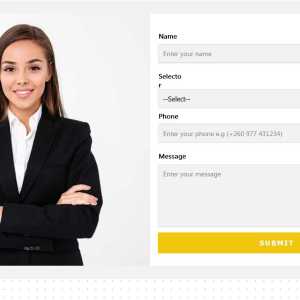 Name
Enter your name
Selecto
r
--Select--
Phone
Enter your phone e.g (+260 977 431234)
Message
Enter your message
SUBMIT